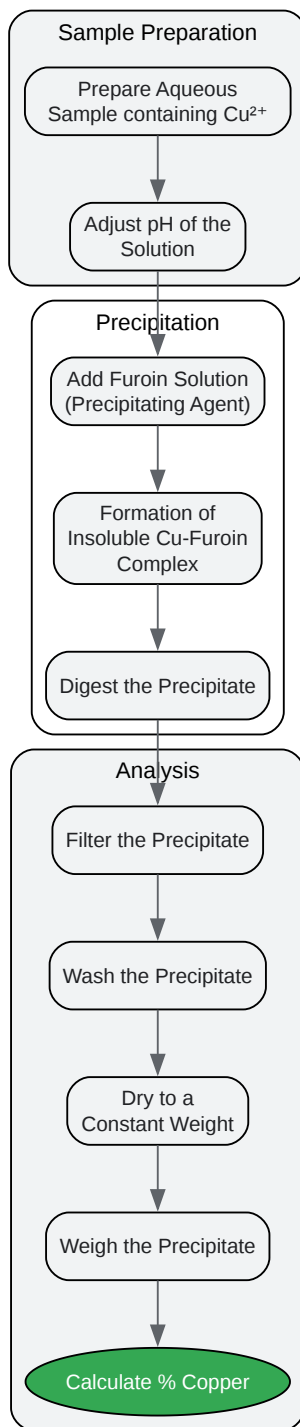 Sample Preparation
Prepare Aqueous
Sample containing Cu²⁺
Adjust pH of the
Solution
Precipitation
Add Furoin Solution
(Precipitating Agent)
Formation of
Insoluble Cu-Furoin
Complex
Digest the Precipitate
Analysis
Filter the Precipitate
Wash the Precipitate
Dry to a
Constant Weight
Weigh the Precipitate
Calculate % Copper